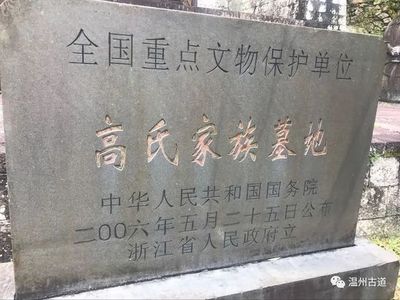 全国重点文物保护单位
高氏家族墓地
中华人民共和国国务院
二〇〇六年五月二十五日公布
浙江省人民政府立
温州古道